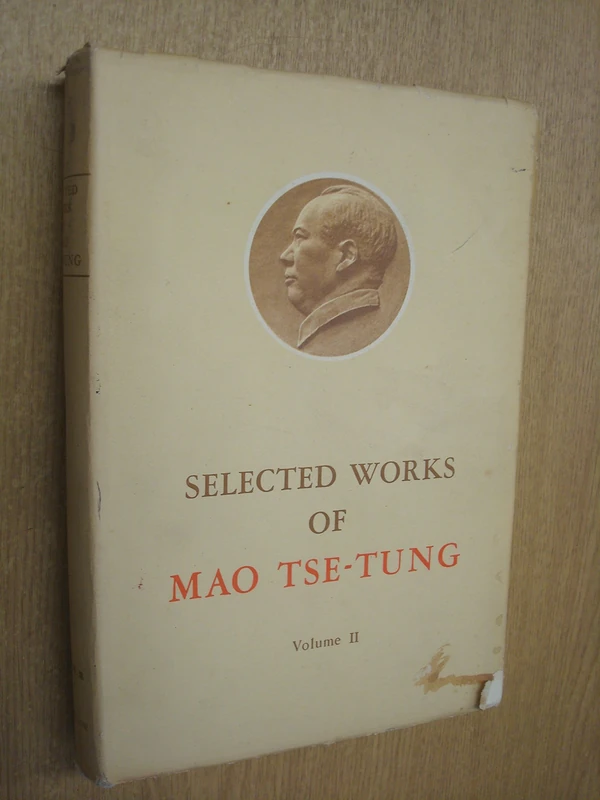 SELECTED WORKS
OF
MAO TSE-TUNG
Volume II